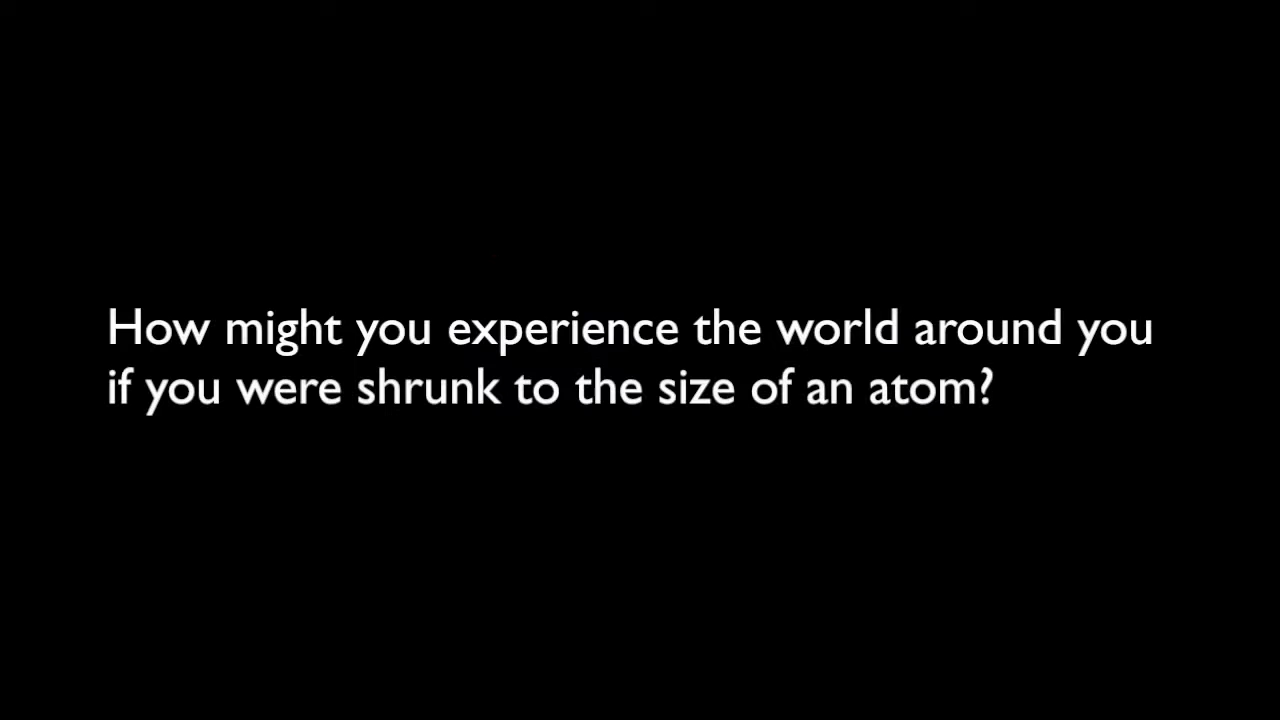 How might you experience the world around you
if you were shrunk to the size of an atom?